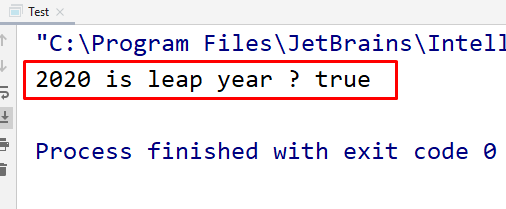 Test
"C:\Program Files\JetBrains\Intell
2020 is leap year ? true
Process finished with exit code 0